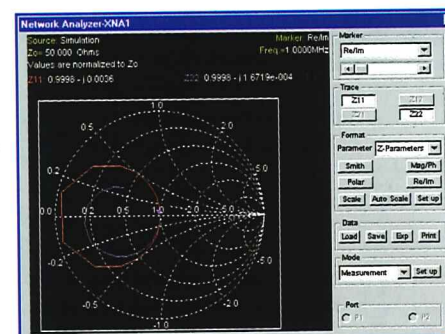 Network Analyzer-XNA1
Source: Simulation
Marker: Re/Im
Zo= 50.000 Ohms
Freq.=1.0000MHz
Values are normalized to Zo
Z11: 0.9998 - j 0.0036
Z22: 0.9998 - j 1.6719e-004
1.0
0.5
2.0
0.2
5.0
0.0
0.2
0.5
1.0
2.0
5.0
-0.2
-5.0
-0.5
-2.0
-1.0
Marker
Re/Im
Trace
Z11
Z12
Z21
Z22
Format
Parameter
Z-Parameters
Smith
Mag/Ph
Polar
Re/Im
Scale
Auto Scale
Set up
Data
Load
Save
Exp
Print
Mode
Measurement
Set up
Port
P1
P2